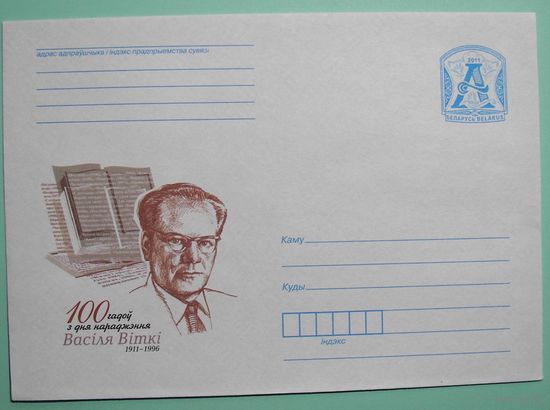 адрас адпраўшчыка і індэкс прадпрыемства сувязі
2011
А
БЕЛАРУСЬ BELARUS
Каму
Куды
індэкс
100 гадоў
з дня нараджэння
Васіля Віткі
1911–1996